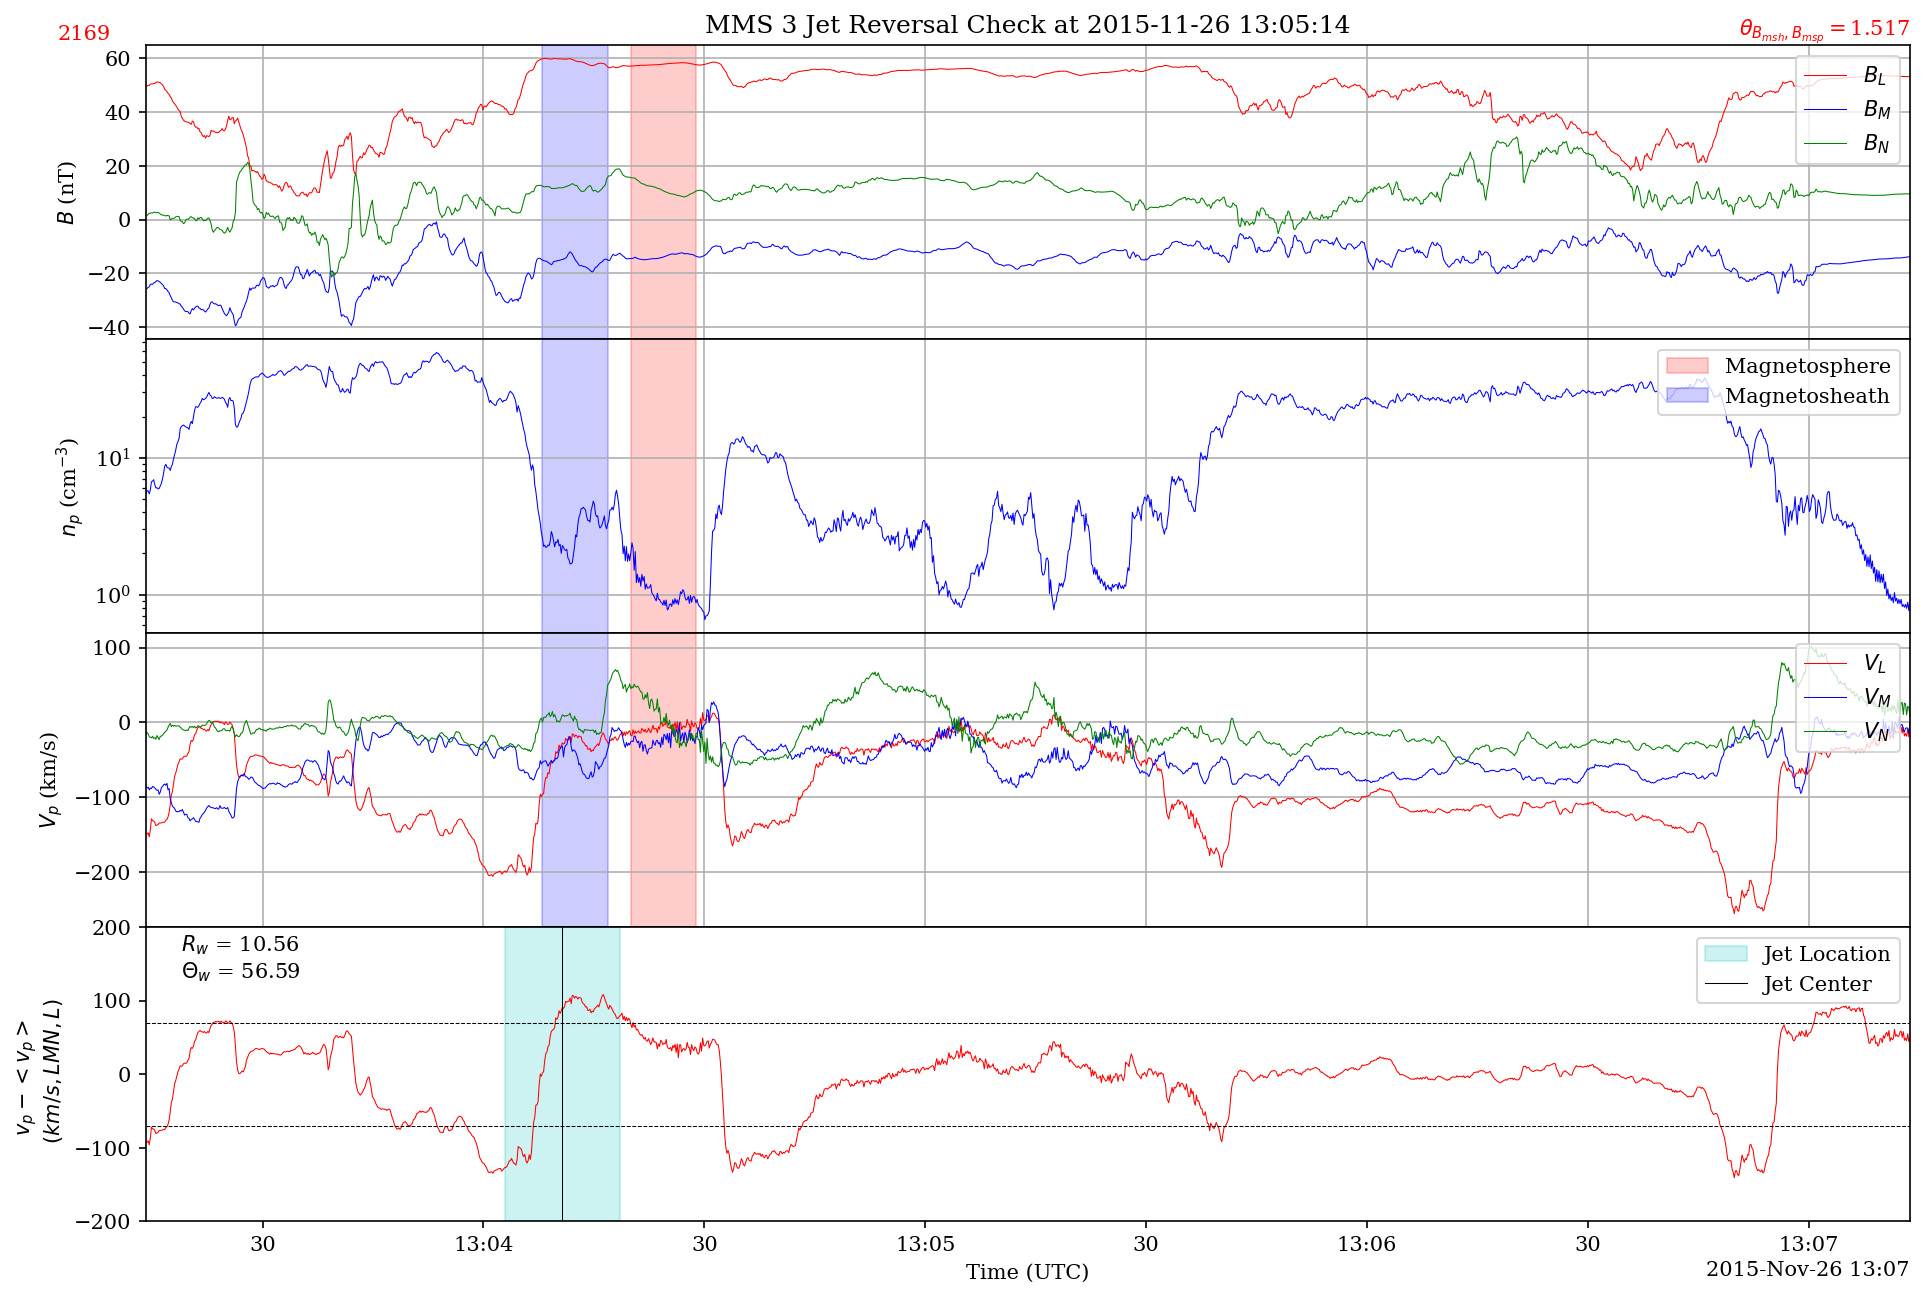 MMS 3 Jet Reversal Check at 2015-11-26 13:05:14
2169
θ_{B_{msh}, B_{msp}} = 1.517
60
40
20
0
−20
−40
B (nT)
B_L
B_M
B_N
10^1
10^0
n_p (cm^{−3})
Magnetosphere
Magnetosheath
100
0
−100
−200
V_p (km/s)
V_L
V_M
V_N
200
100
0
−100
−200
v_p − < v_p >
(km/s, LMN, L)
R_w = 10.56
Θ_w = 56.59
Jet Location
Jet Center
30
13:04
30
13:05
30
13:06
30
13:07
Time (UTC)
2015-Nov-26 13:07